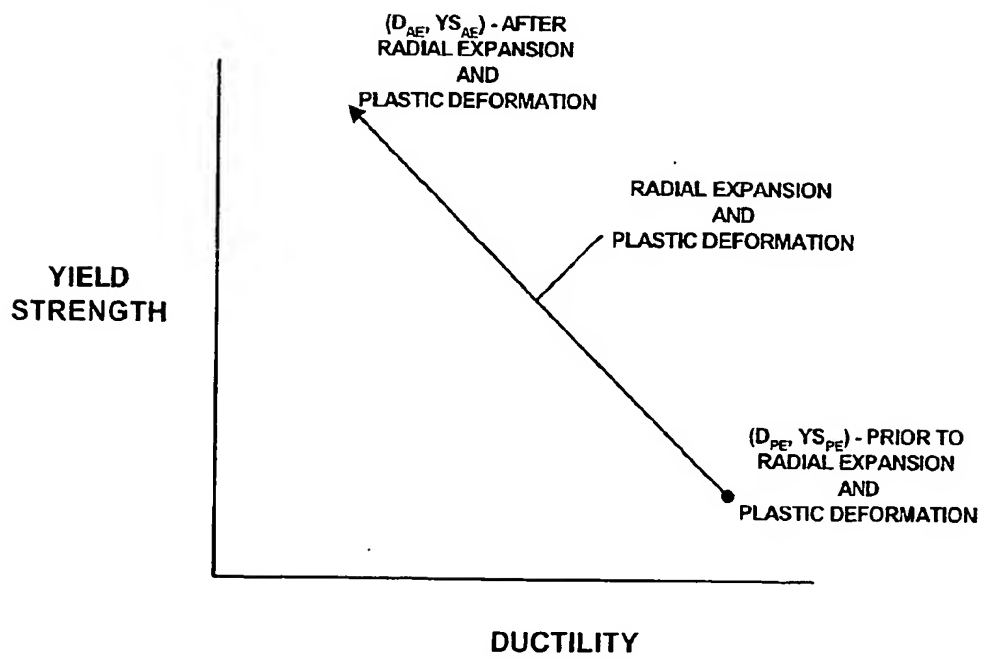 (D_AE, YS_AE) - AFTER
RADIAL EXPANSION
AND
PLASTIC DEFORMATION
RADIAL EXPANSION
AND
PLASTIC DEFORMATION
YIELD
STRENGTH
(D_PE, YS_PE) - PRIOR TO
RADIAL EXPANSION
AND
PLASTIC DEFORMATION
DUCTILITY